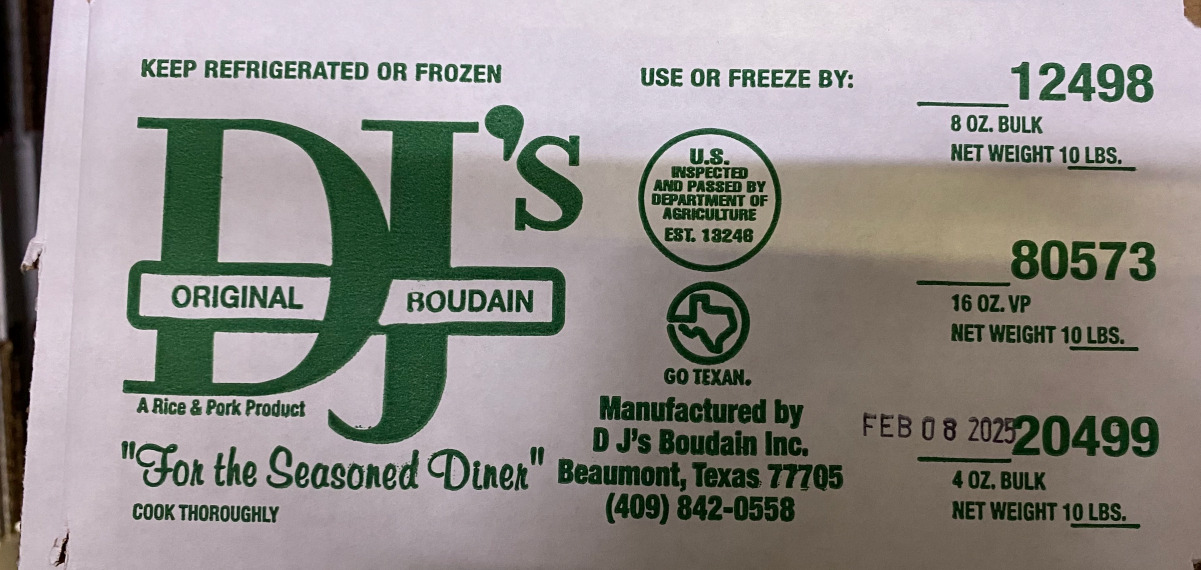 KEEP REFRIGERATED OR FROZEN
DJ's
ORIGINAL BOUDAIN
A Rice & Pork Product
"For the Seasoned Diner"
COOK THOROUGHLY
USE OR FREEZE BY:
U.S.
INSPECTED
AND PASSED BY
DEPARTMENT OF
AGRICULTURE
EST. 13246
GO TEXAN.
Manufactured by
D J's Boudain Inc.
Beaumont, Texas 77705
(409) 842-0558
12498
8 OZ. BULK
NET WEIGHT 10 LBS.
80573
16 OZ. VP
NET WEIGHT 10 LBS.
FEB 08 2025 20499
4 OZ. BULK
NET WEIGHT 10 LBS.